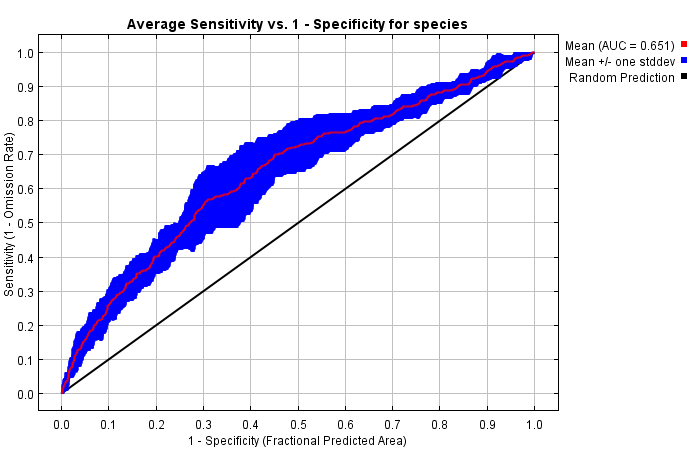 Average Sensitivity vs. 1 - Specificity for species
Mean (AUC = 0.651)
Mean +/- one stddev
Random Prediction
Sensitivity (1 - Omission Rate)
1.0
0.9
0.8
0.7
0.6
0.5
0.4
0.3
0.2
0.1
0.0
0.0 0.1 0.2 0.3 0.4 0.5 0.6 0.7 0.8 0.9 1.0
1 - Specificity (Fractional Predicted Area)